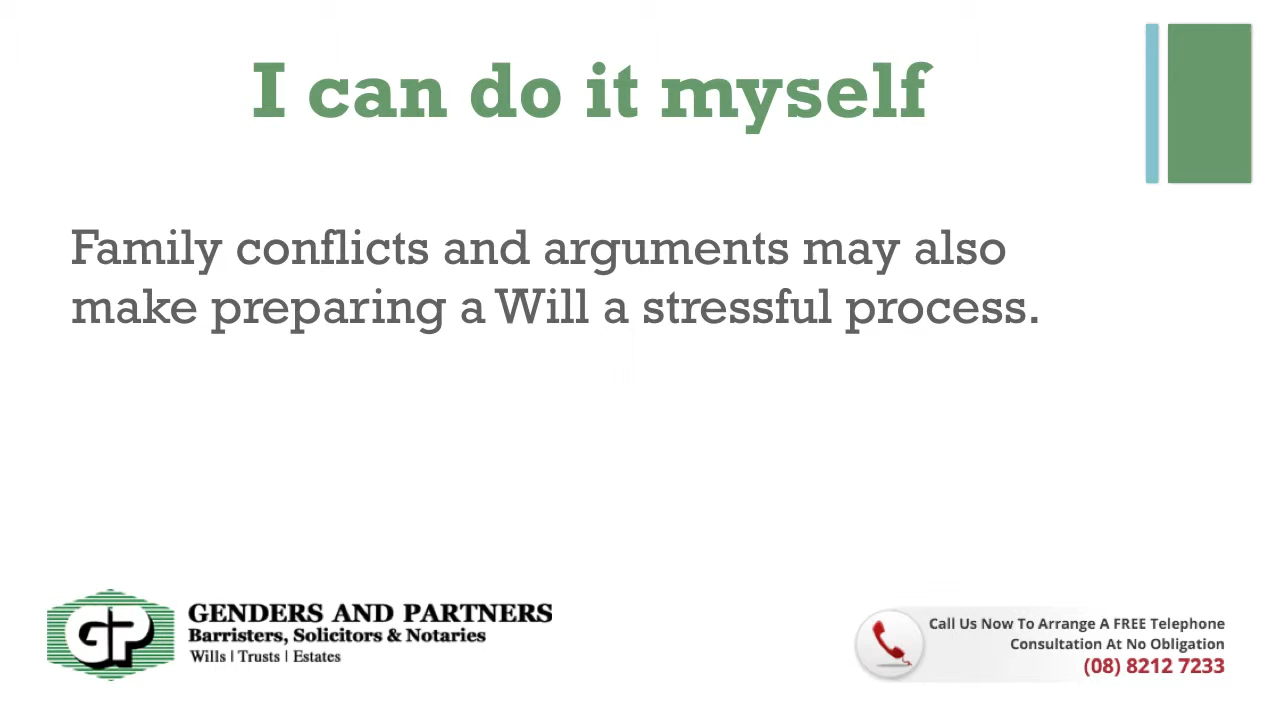 I can do it myself
Family conflicts and arguments may also
make preparing a Will a stressful process.
GP
GENDERS AND PARTNERS
Barristers, Solicitors & Notaries
Wills | Trusts | Estates
Call Us Now To Arrange A FREE Telephone
Consultation At No Obligation
(08) 8212 7233